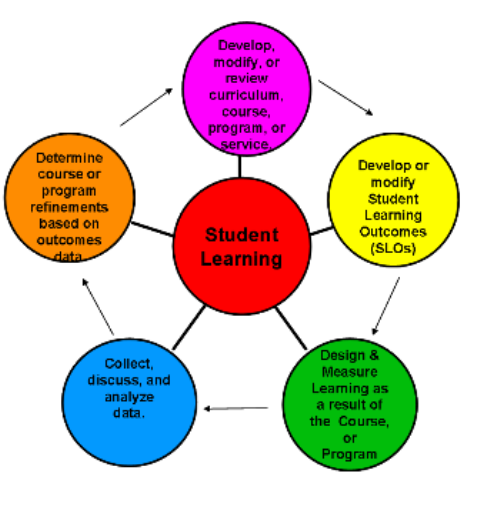 Develop,
modify, or
review
curriculum,
course,
program, or
service.
Develop or
modify
Student
Learning
Outcomes
(SLOs)
Design &
Measure
Learning as
a result of
the Course,
or
Program
Collect,
discuss, and
analyze
data.
Determine
course or
program
refinements
based on
outcomes
data
Student
Learning